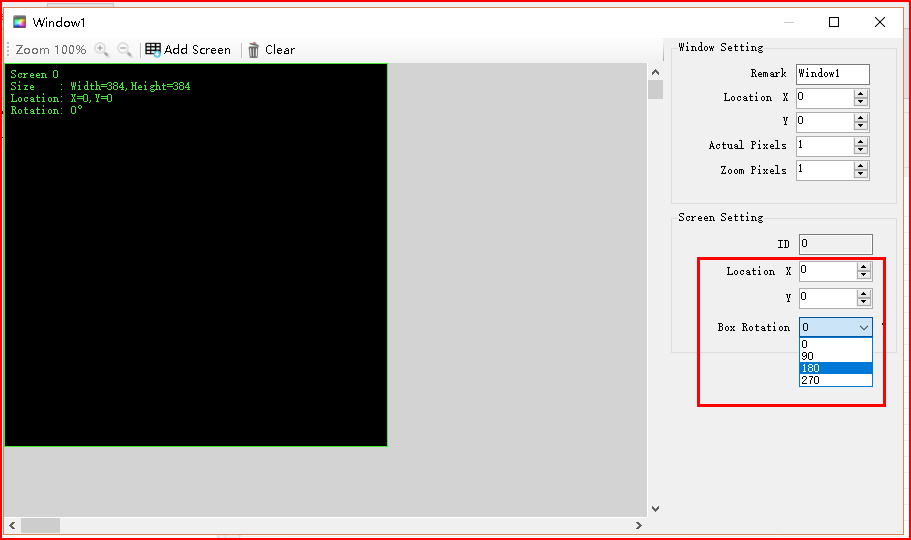 Window1
Zoom 100% Add Screen Clear
Screen 0
Size   : Width=384,Height=384
Location: X=0,Y=0
Rotation: 0°
Window Setting
Remark Window1
Location X 0
Y 0
Actual Pixels 1
Zoom Pixels 1
Screen Setting
ID 0
Location X 0
Y 0
Box Rotation 0 °
0
90
180
270